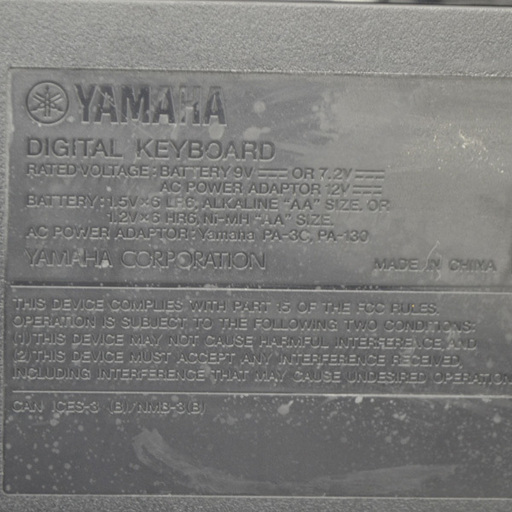 YAMAHA
DIGITAL KEYBOARD
RATED VOLTAGE : BATTERY 9V ⎓ OR 7.2V ⎓
AC POWER ADAPTOR 12V ⎓
BATTERY : 1.5V×6 LR6, ALKALINE "AA" SIZE. OR
1.2V×6 HR6, Ni-MH "AA" SIZE.
AC POWER ADAPTOR : Yamaha PA-3C, PA-130
YAMAHA CORPORATION MADE IN CHINA
THIS DEVICE COMPLIES WITH PART 15 OF THE FCC RULES.
OPERATION IS SUBJECT TO THE FOLLOWING TWO CONDITIONS:
(1) THIS DEVICE MAY NOT CAUSE HARMFUL INTERFERENCE, AND
(2) THIS DEVICE MUST ACCEPT ANY INTERFERENCE RECEIVED,
INCLUDING INTERFERENCE THAT MAY CAUSE UNDESIRED OPERATION
CAN ICES-3 (B)/NMB-3(B)